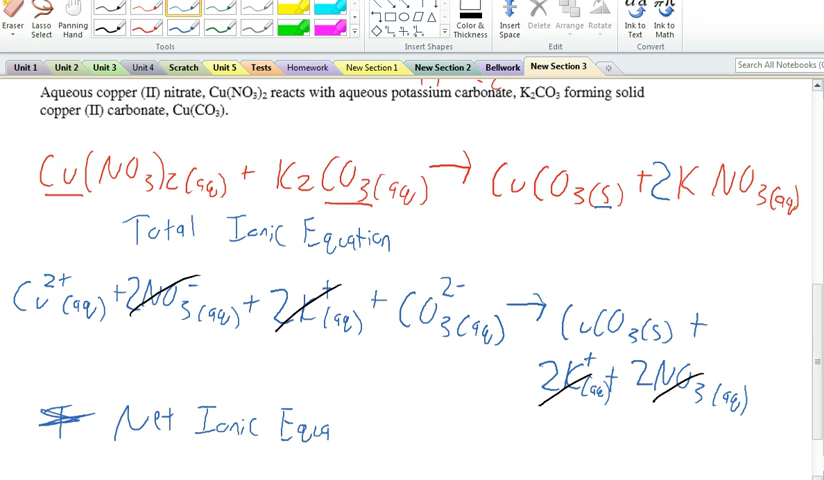 Eraser Lasso Select Panning Hand Color & Thickness Insert Space Delete Arrange Rotate Ink to Text Ink to Math
Tools Insert Shapes Edit Convert
Unit 1 Unit 2 Unit 3 Unit 4 Scratch Unit 5 Tests Homework New Section 1 New Section 2 Bellwork New Section 3 Search All Notebooks
Aqueous copper (II) nitrate, Cu(NO₃)₂ reacts with aqueous potassium carbonate, K₂CO₃ forming solid
copper (II) carbonate, Cu(CO₃).
Cu(NO₃)₂(aq) + K₂CO₃(aq) → CuCO₃(s) + 2KNO₃(aq)
Total Ionic Equation
Cu²⁺(aq) + 2NO₃⁻(aq) + 2K⁺(aq) + CO₃²⁻(aq) → CuCO₃(s) +
2K⁺(aq) + 2NO₃(aq)
Net Ionic Equa